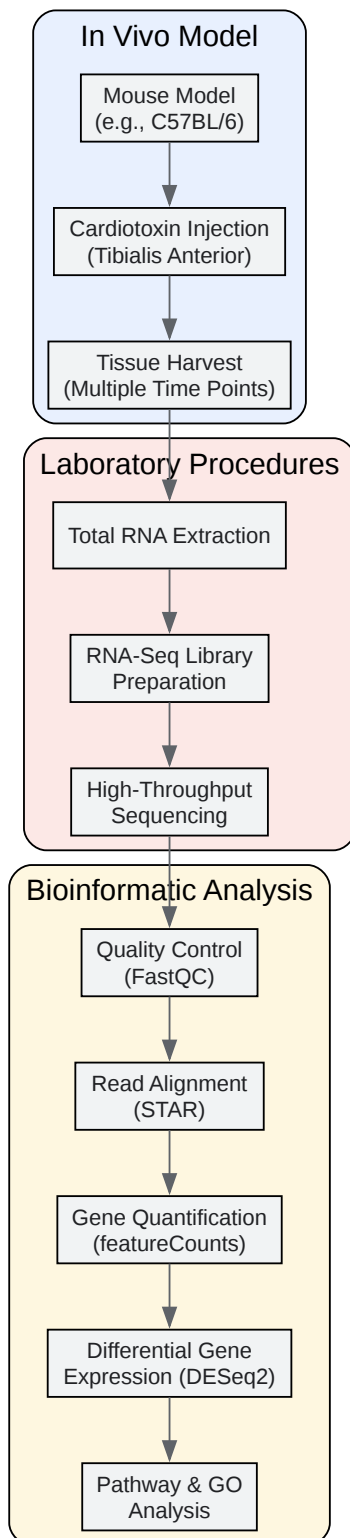 In Vivo Model
Mouse Model
(e.g., C57BL/6)
Cardiotoxin Injection
(Tibialis Anterior)
Tissue Harvest
(Multiple Time Points)
Laboratory Procedures
Total RNA Extraction
RNA-Seq Library
Preparation
High-Throughput
Sequencing
Bioinformatic Analysis
Quality Control
(FastQC)
Read Alignment
(STAR)
Gene Quantification
(featureCounts)
Differential Gene
Expression (DESeq2)
Pathway & GO
Analysis